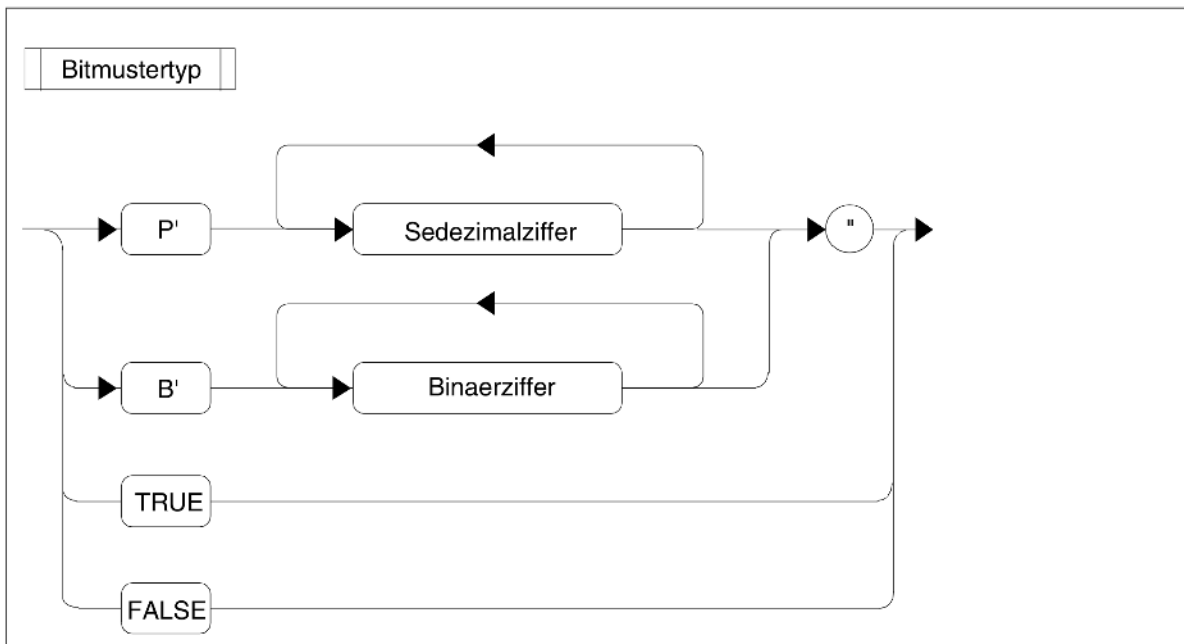 Bitmustertyp
P'
Sedezimalziffer
"
B'
Binaerziffer
TRUE
FALSE